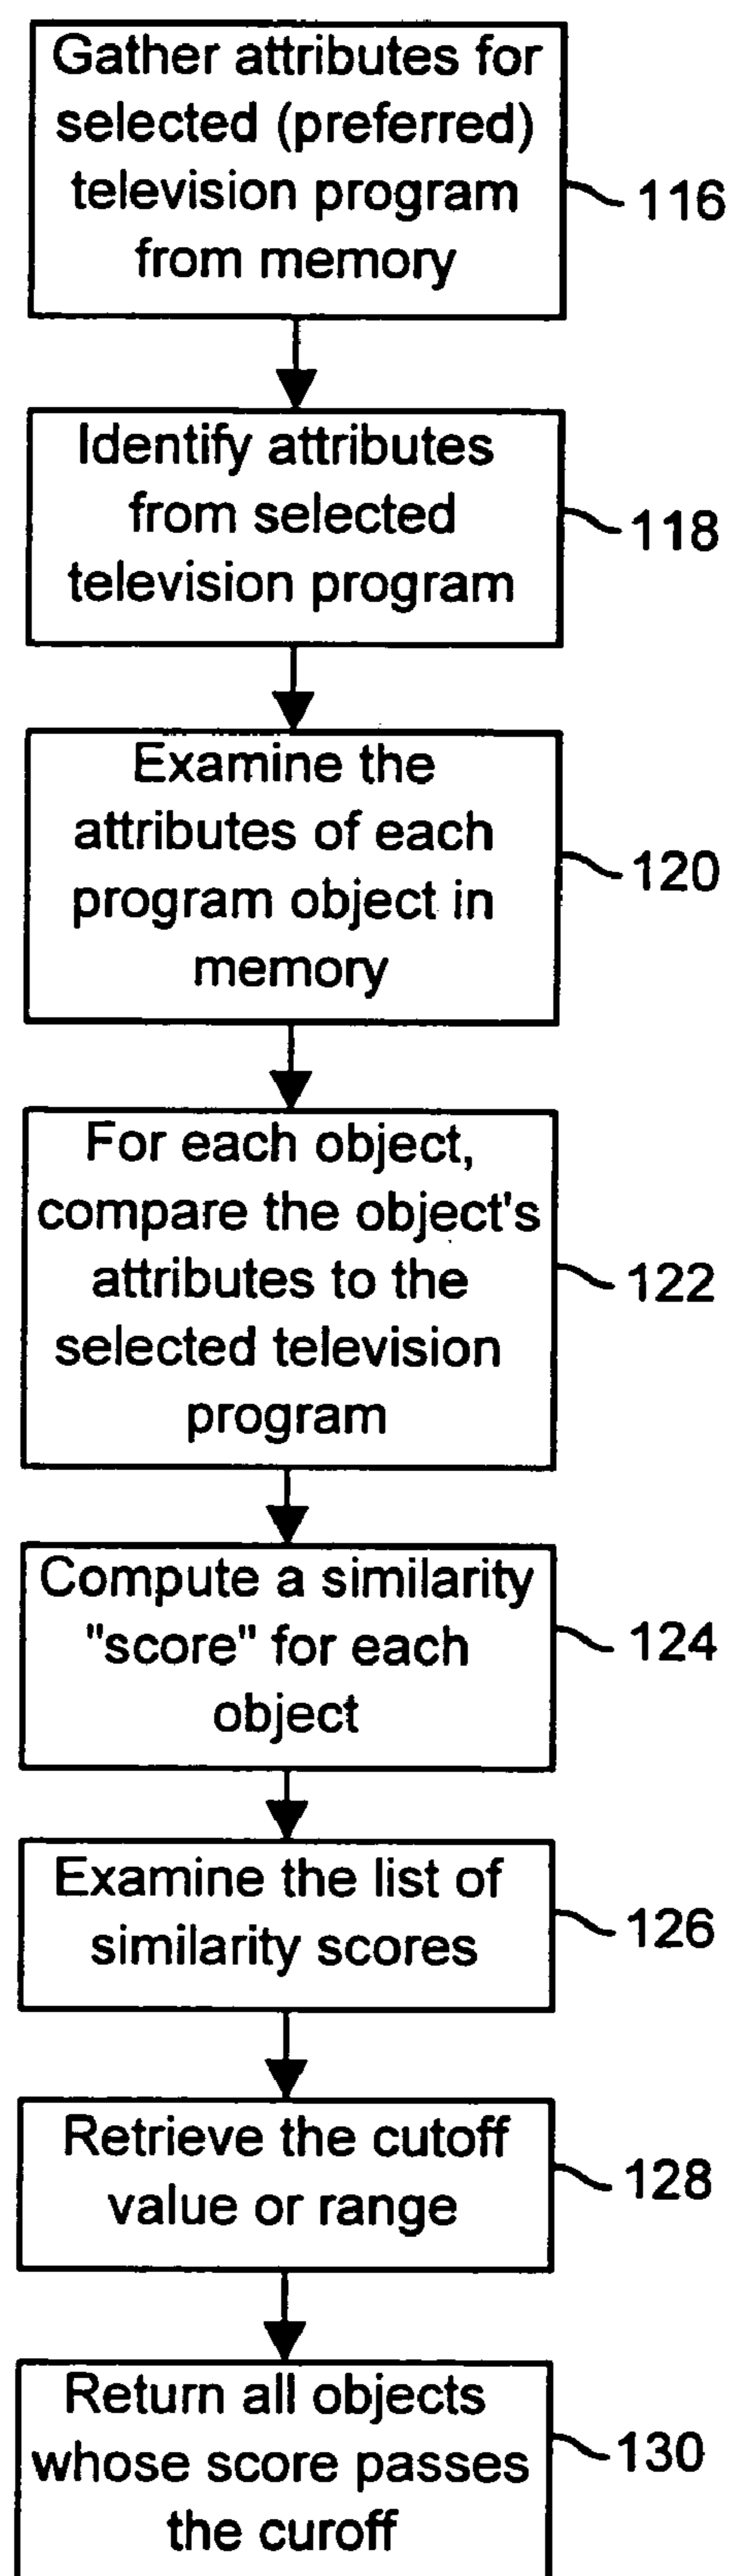 Gather attributes for
selected (preferred)
television program
from memory
116
Identify attributes
from selected
television program
118
Examine the
attributes of each
program object in
memory
120
For each object,
compare the object's
attributes to the
selected television
program
122
Compute a similarity
"score" for each
object
124
Examine the list of
similarity scores
126
Retrieve the cutoff
value or range
128
Return all objects
whose score passes
the curoff
130